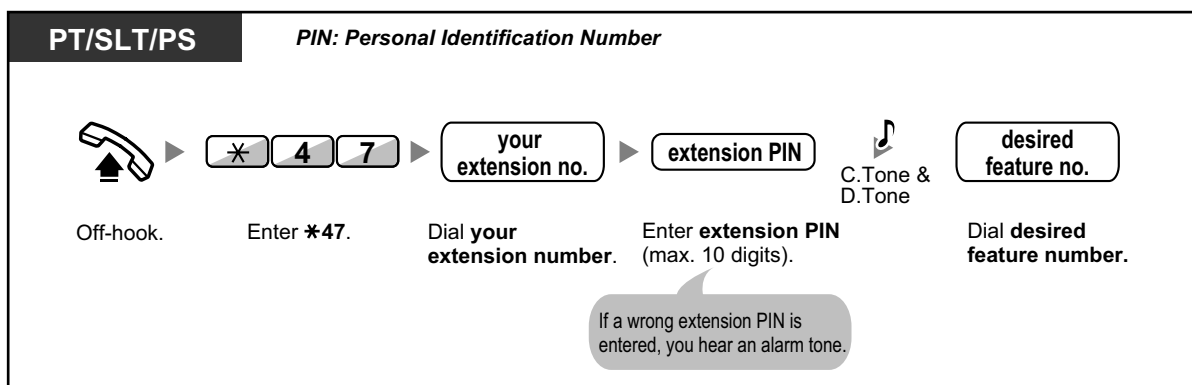 PT/SLT/PS
PIN: Personal Identification Number
✳ 4 7
your
extension no.
extension PIN
C.Tone &
D.Tone
desired
feature no.
Off-hook.
Enter ✳47.
Dial your
extension number.
Enter extension PIN
(max. 10 digits).
Dial desired
feature number.
If a wrong extension PIN is
entered, you hear an alarm tone.